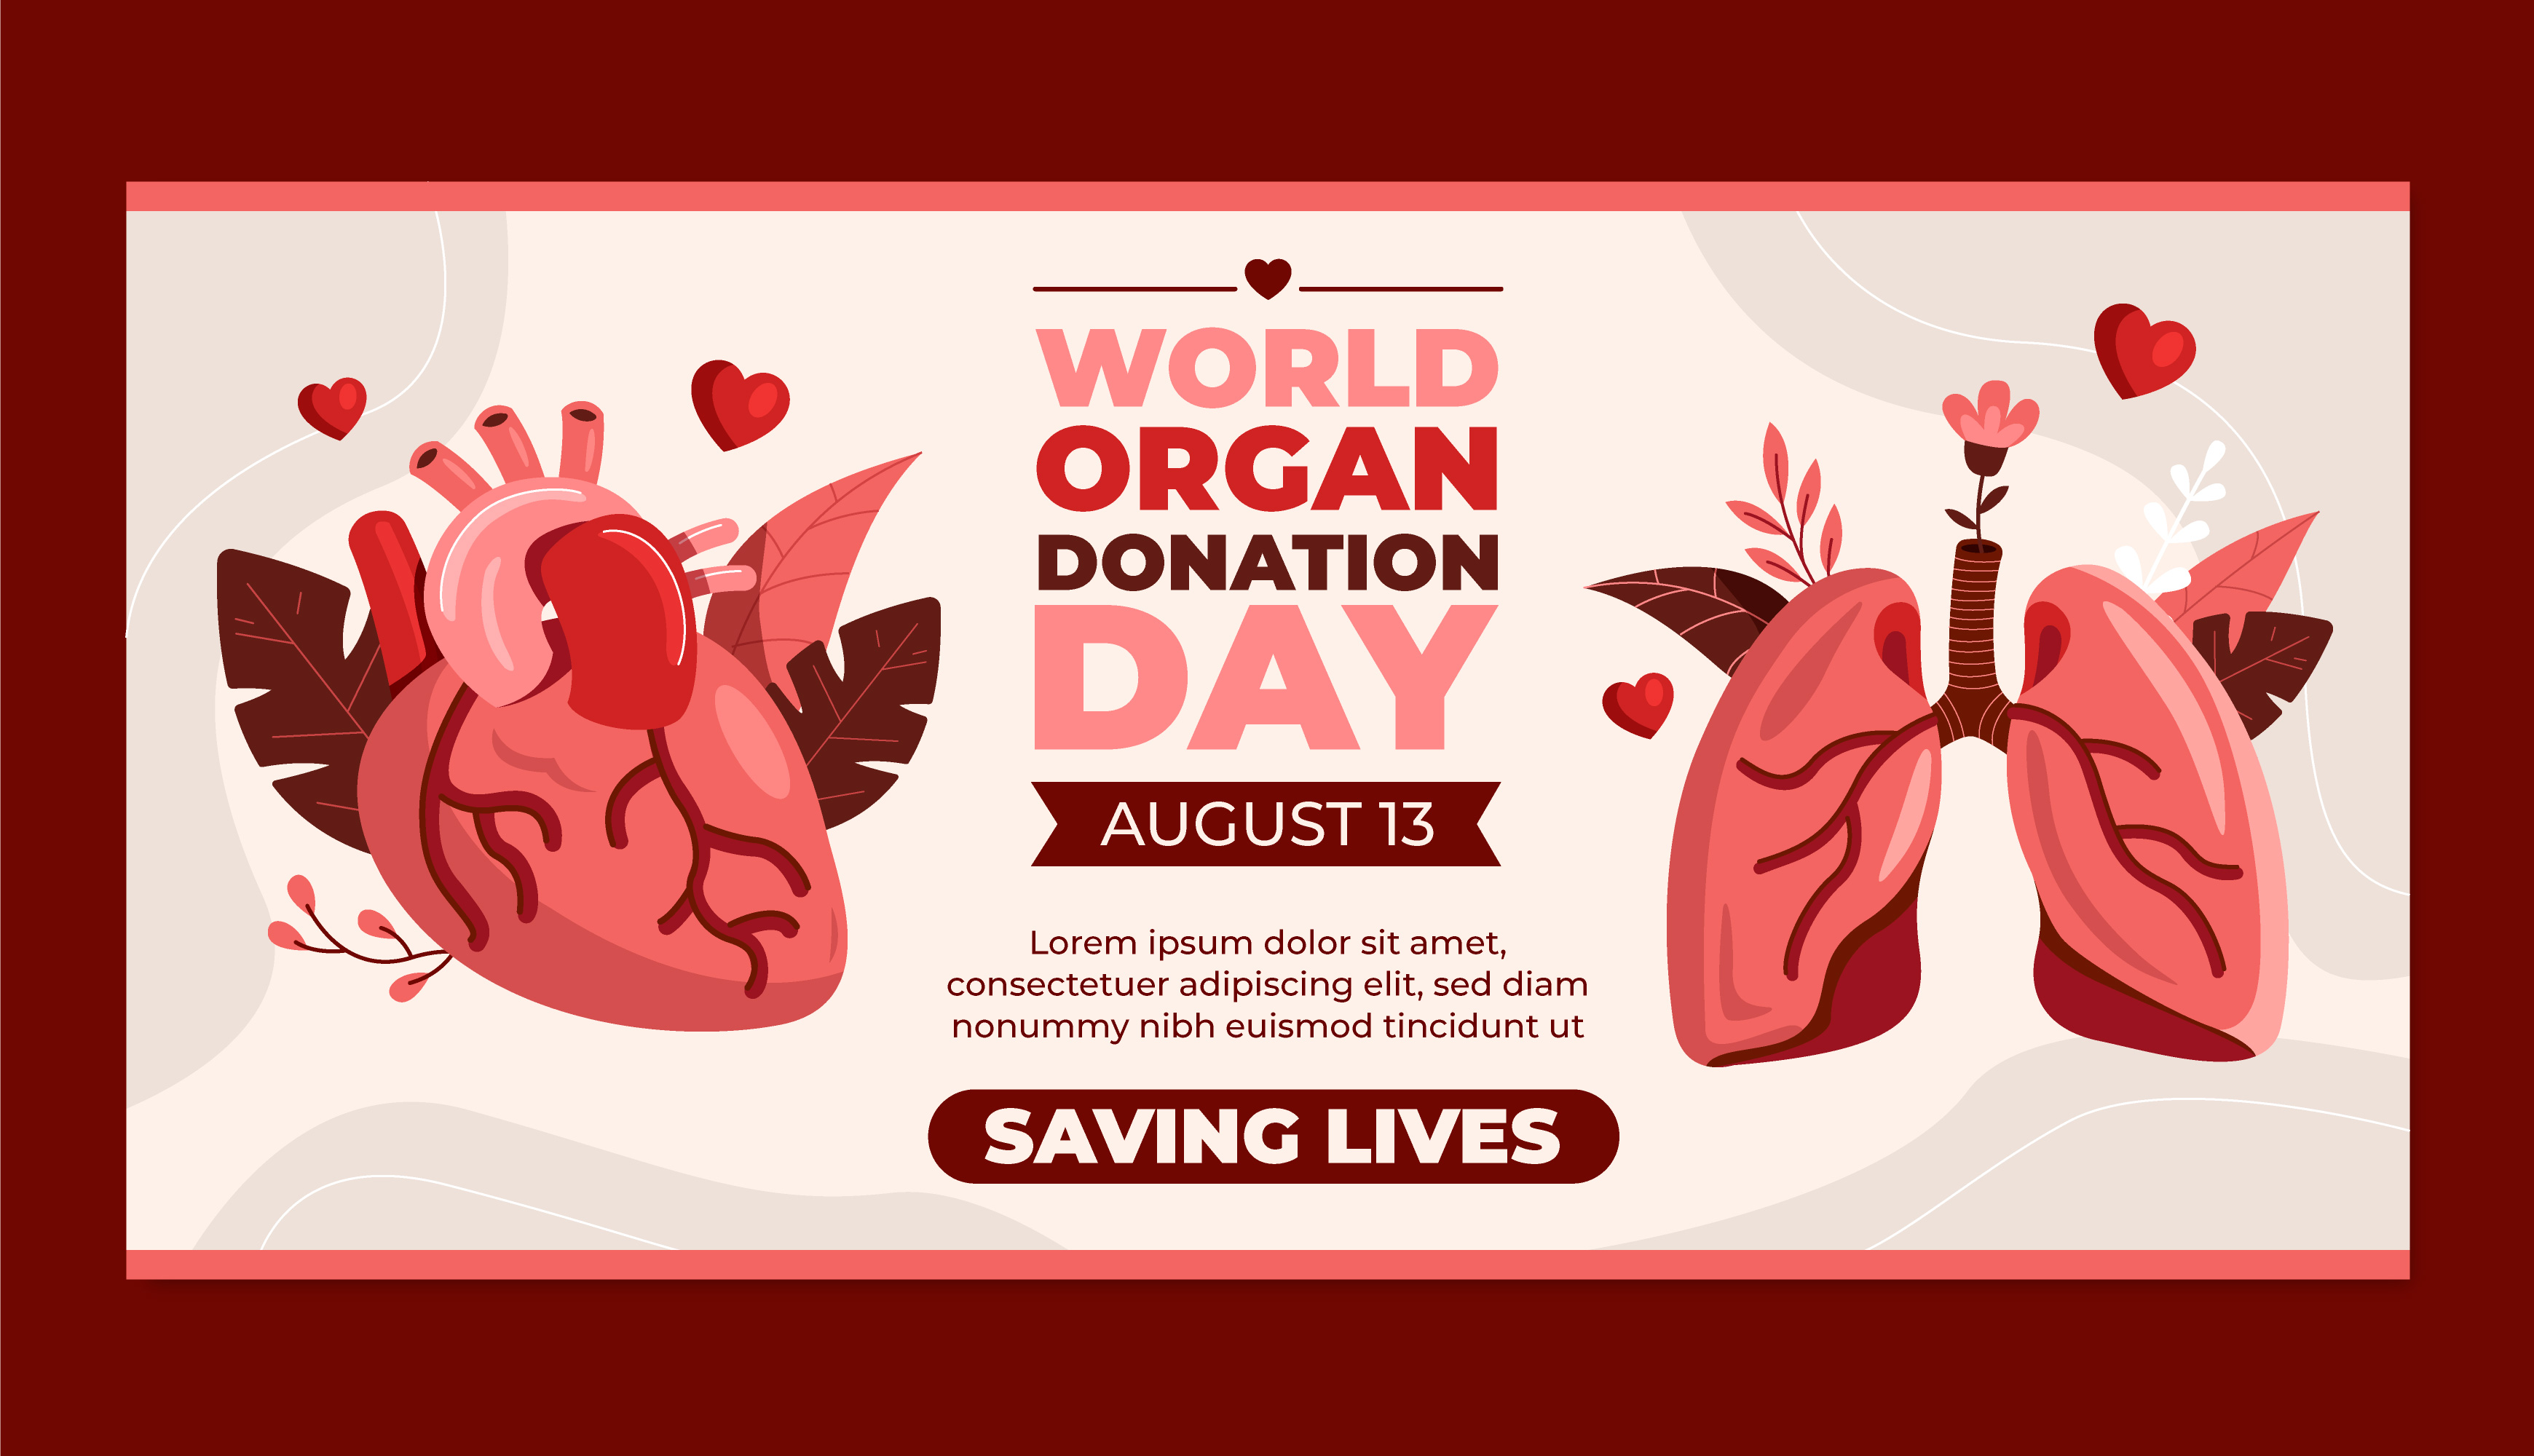 WORLD
ORGAN
DONATION
DAY
AUGUST 13
Lorem ipsum dolor sit amet,
consectetuer adipiscing elit, sed diam
nonummy nibh euismod tincidunt ut
SAVING LIVES